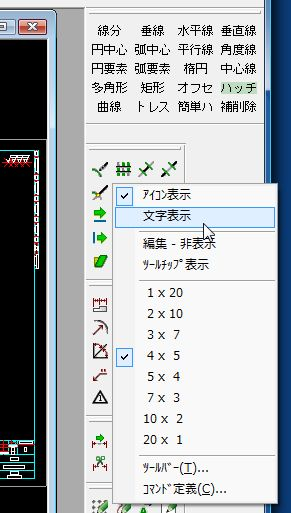 線分 垂線 水平線 垂直線
円中心 弧中心 平行線 角度線
円要素 弧要素 楕円 中心線
多角形 矩形 オフセ ハッチ
曲線 トレス 簡単ハ 補削除
ｱｲｺﾝ表示
文字表示
編集 - 非表示
ﾂｰﾙﾁｯﾌﾟ表示
1 x 20
2 x 10
3 x 7
4 x 5
5 x 4
7 x 3
10 x 2
20 x 1
ﾂｰﾙﾊﾞｰ(T)...
ｺﾏﾝﾄﾞ定義(C)...